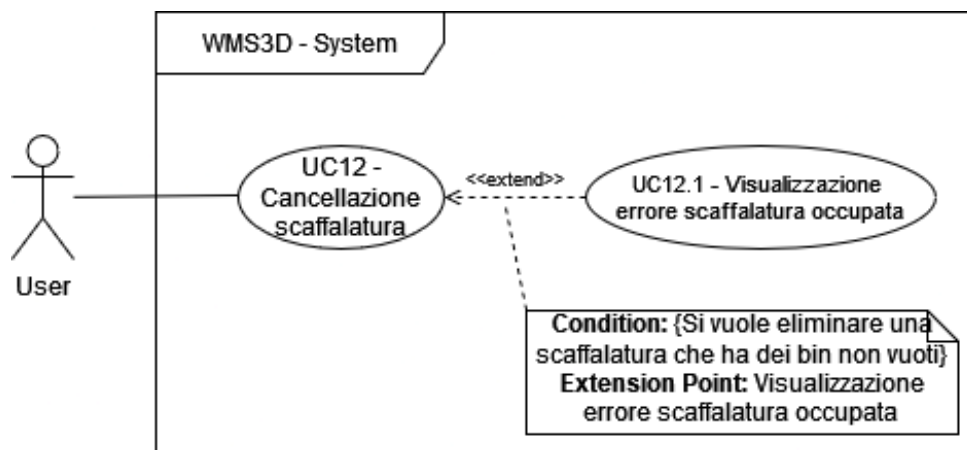 WMS3D - System
UC12 -
Cancellazione
scaffalatura
<<extend>>
UC12.1 - Visualizzazione
errore scaffalatura occupata
User
Condition: {Si vuole eliminare una
scaffalatura che ha dei bin non vuoti}
Extension Point: Visualizzazione
errore scaffalatura occupata